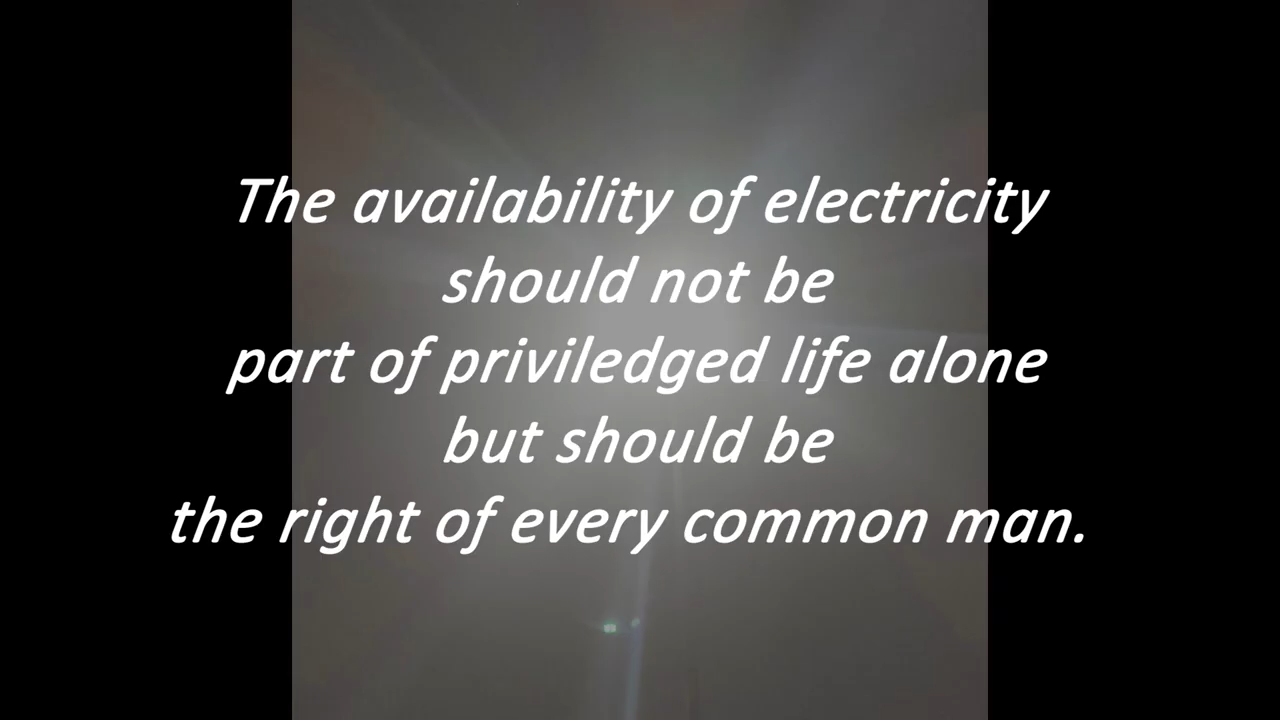 The availability of electricity
should not be
part of priviledged life alone
but should be
the right of every common man.